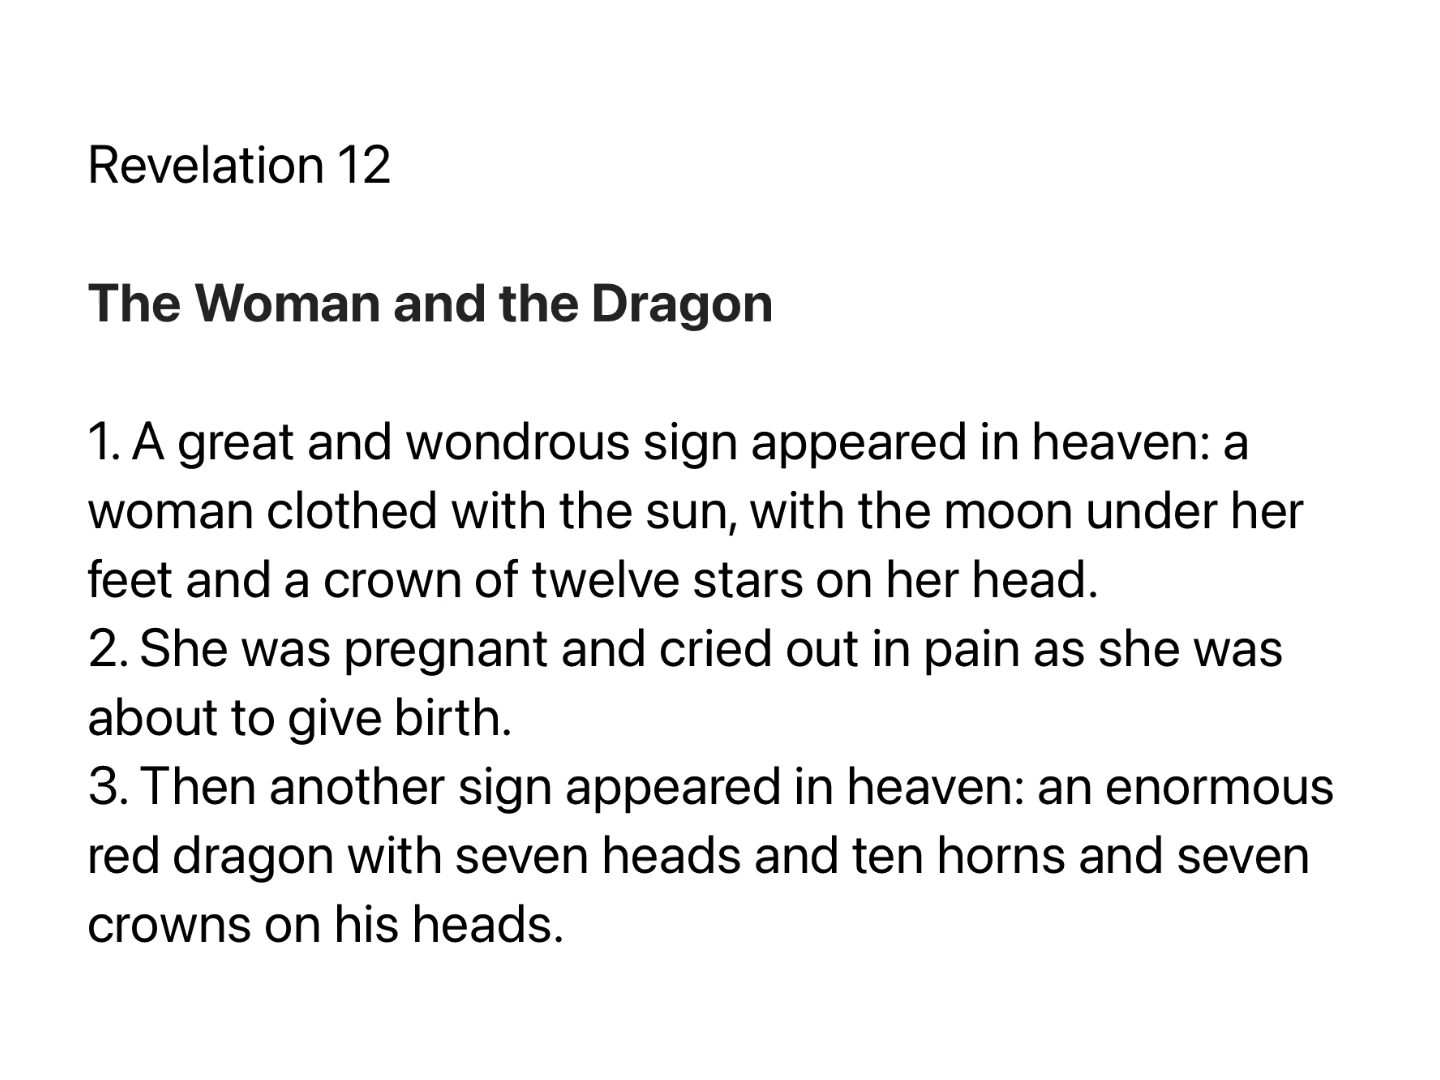 Revelation 12
The Woman and the Dragon
1. A great and wondrous sign appeared in heaven: a
woman clothed with the sun, with the moon under her
feet and a crown of twelve stars on her head.
2. She was pregnant and cried out in pain as she was
about to give birth.
3. Then another sign appeared in heaven: an enormous
red dragon with seven heads and ten horns and seven
crowns on his heads.